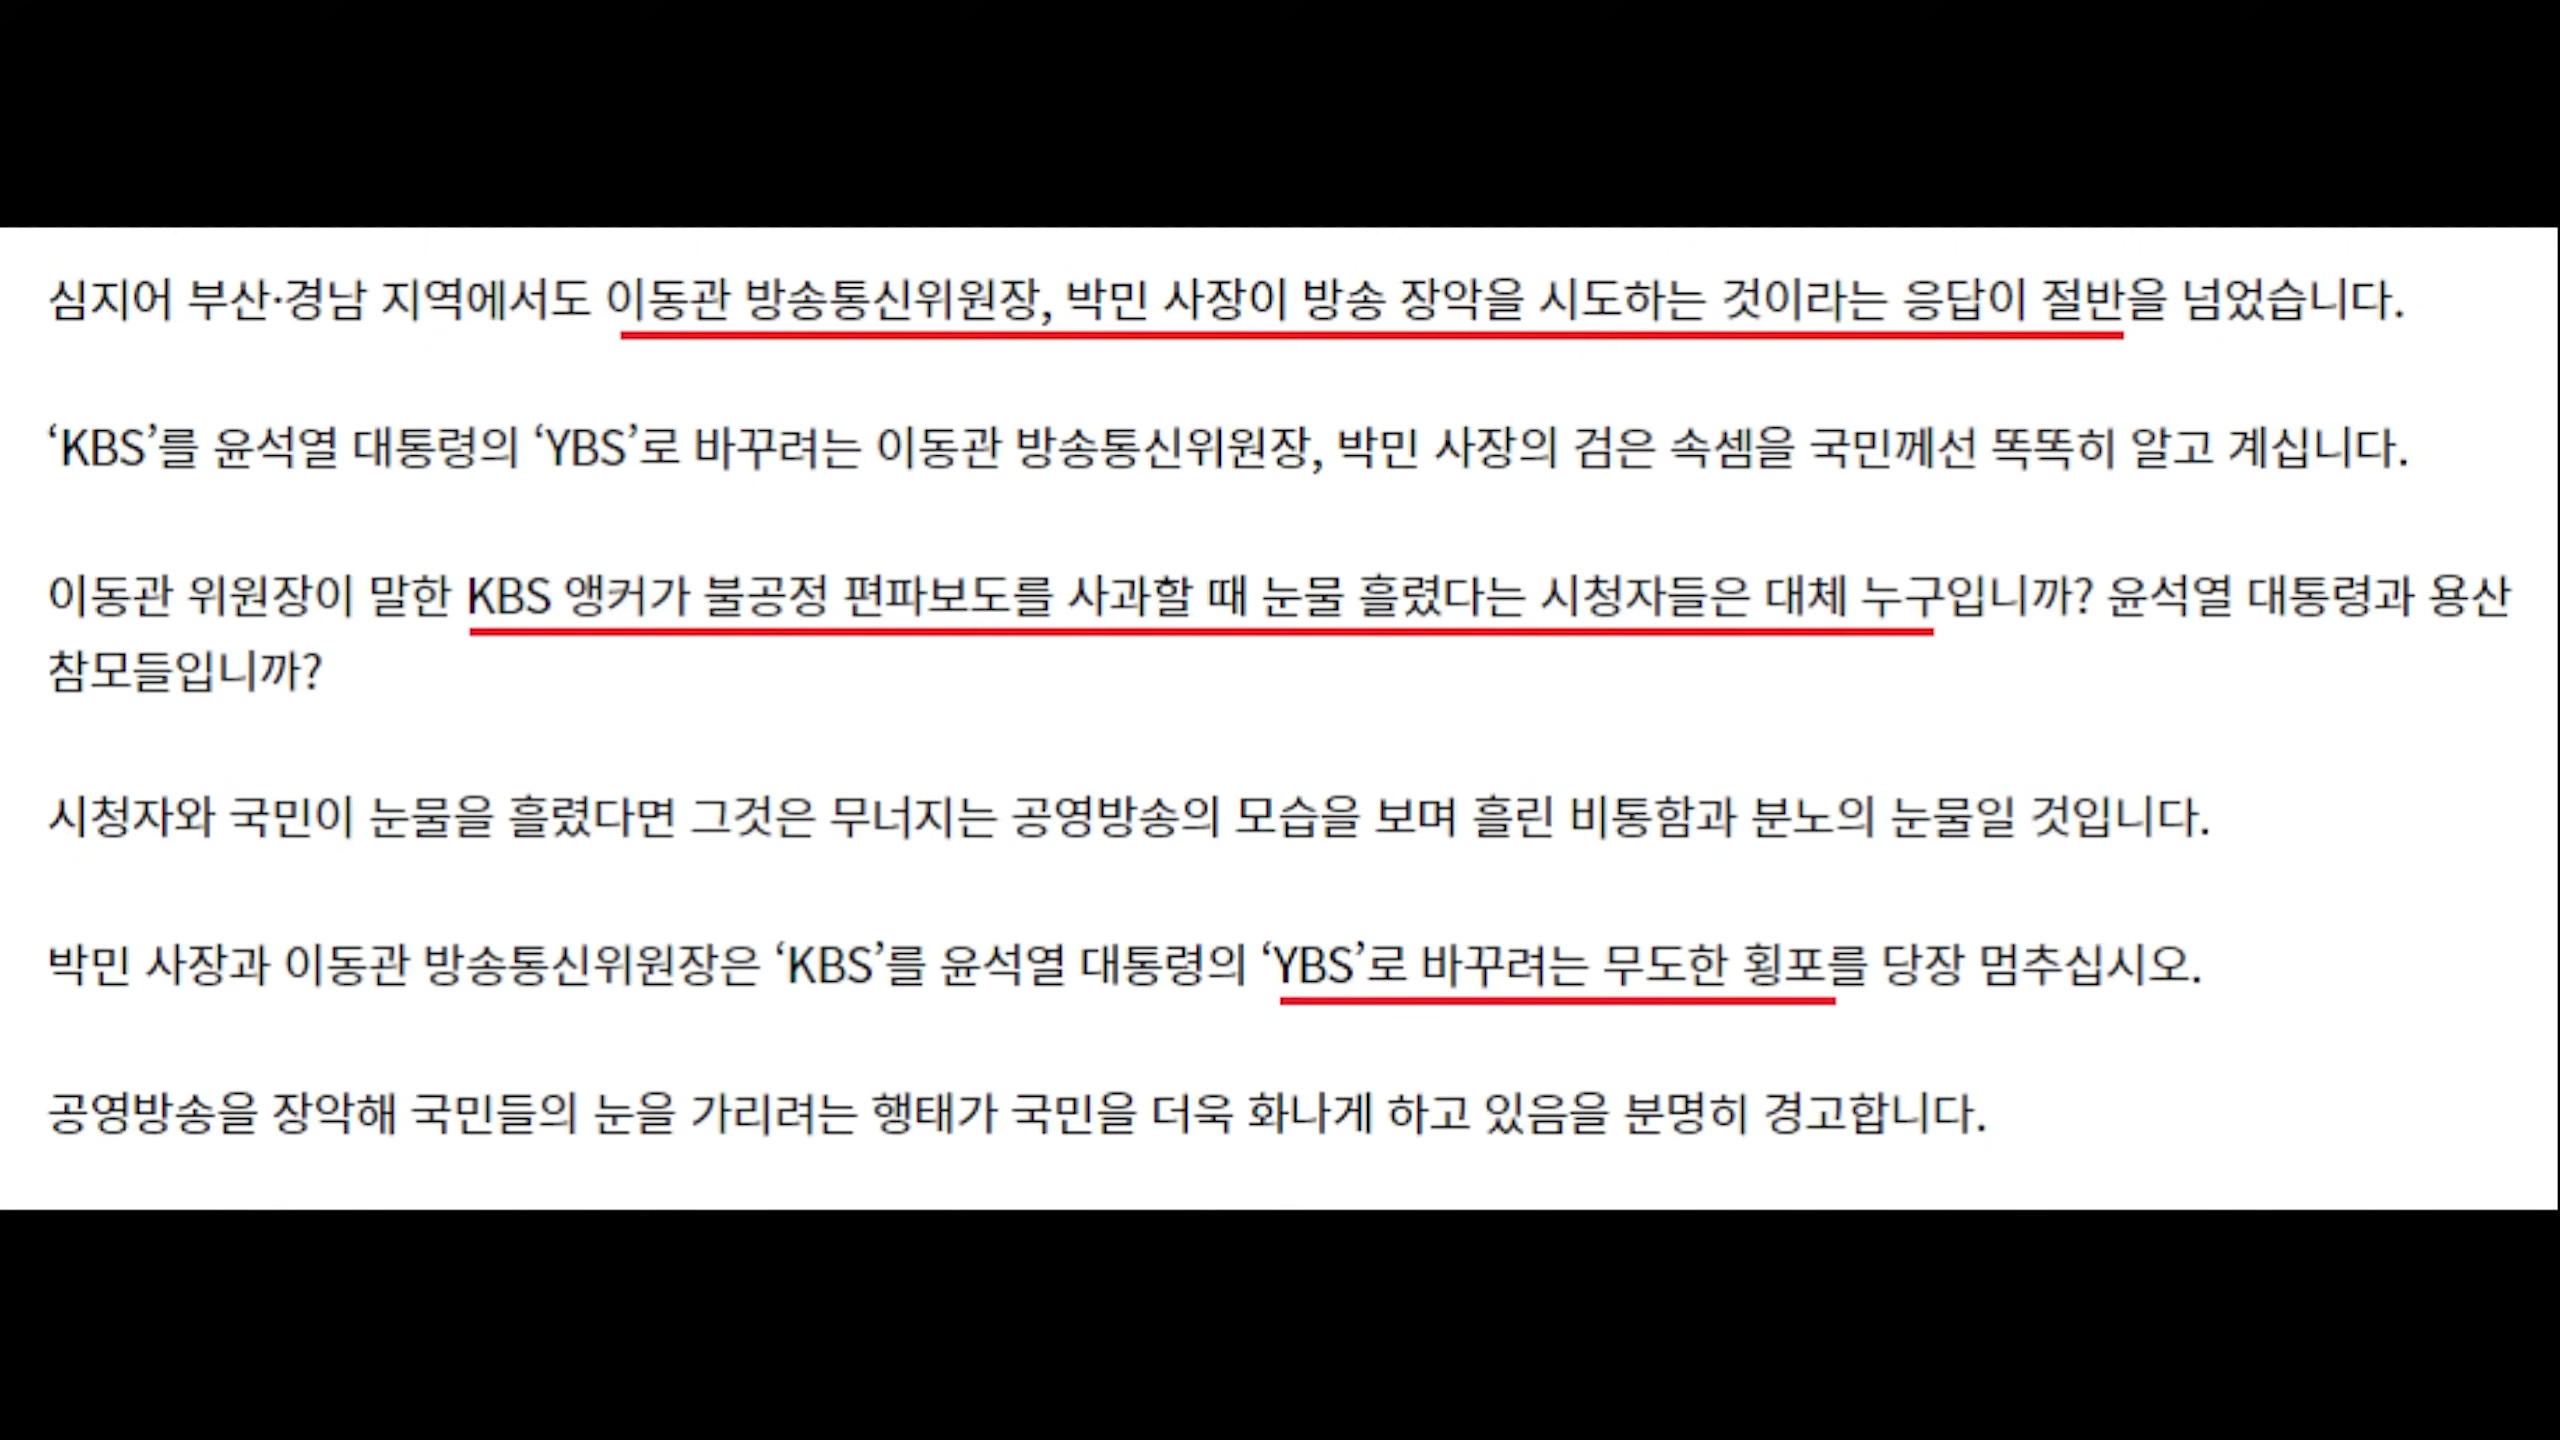 심지어 부산·경남 지역에서도 이동관 방송통신위원장, 박민 사장이 방송 장악을 시도하는 것이라는 응답이 절반을 넘었습니다.
‘KBS’를 윤석열 대통령의 ‘YBS’로 바꾸려는 이동관 방송통신위원장, 박민 사장의 검은 속셈을 국민께선 똑똑히 알고 계십니다.
이동관 위원장이 말한 KBS 앵커가 불공정 편파보도를 사과할 때 눈물 흘렸다는 시청자들은 대체 누구입니까? 윤석열 대통령과 용산
참모들입니까?
시청자와 국민이 눈물을 흘렸다면 그것은 무너지는 공영방송의 모습을 보며 흘린 비통함과 분노의 눈물일 것입니다.
박민 사장과 이동관 방송통신위원장은 ‘KBS’를 윤석열 대통령의 ‘YBS’로 바꾸려는 무도한 횡포를 당장 멈추십시오.
공영방송을 장악해 국민들의 눈을 가리려는 행태가 국민을 더욱 화나게 하고 있음을 분명히 경고합니다.